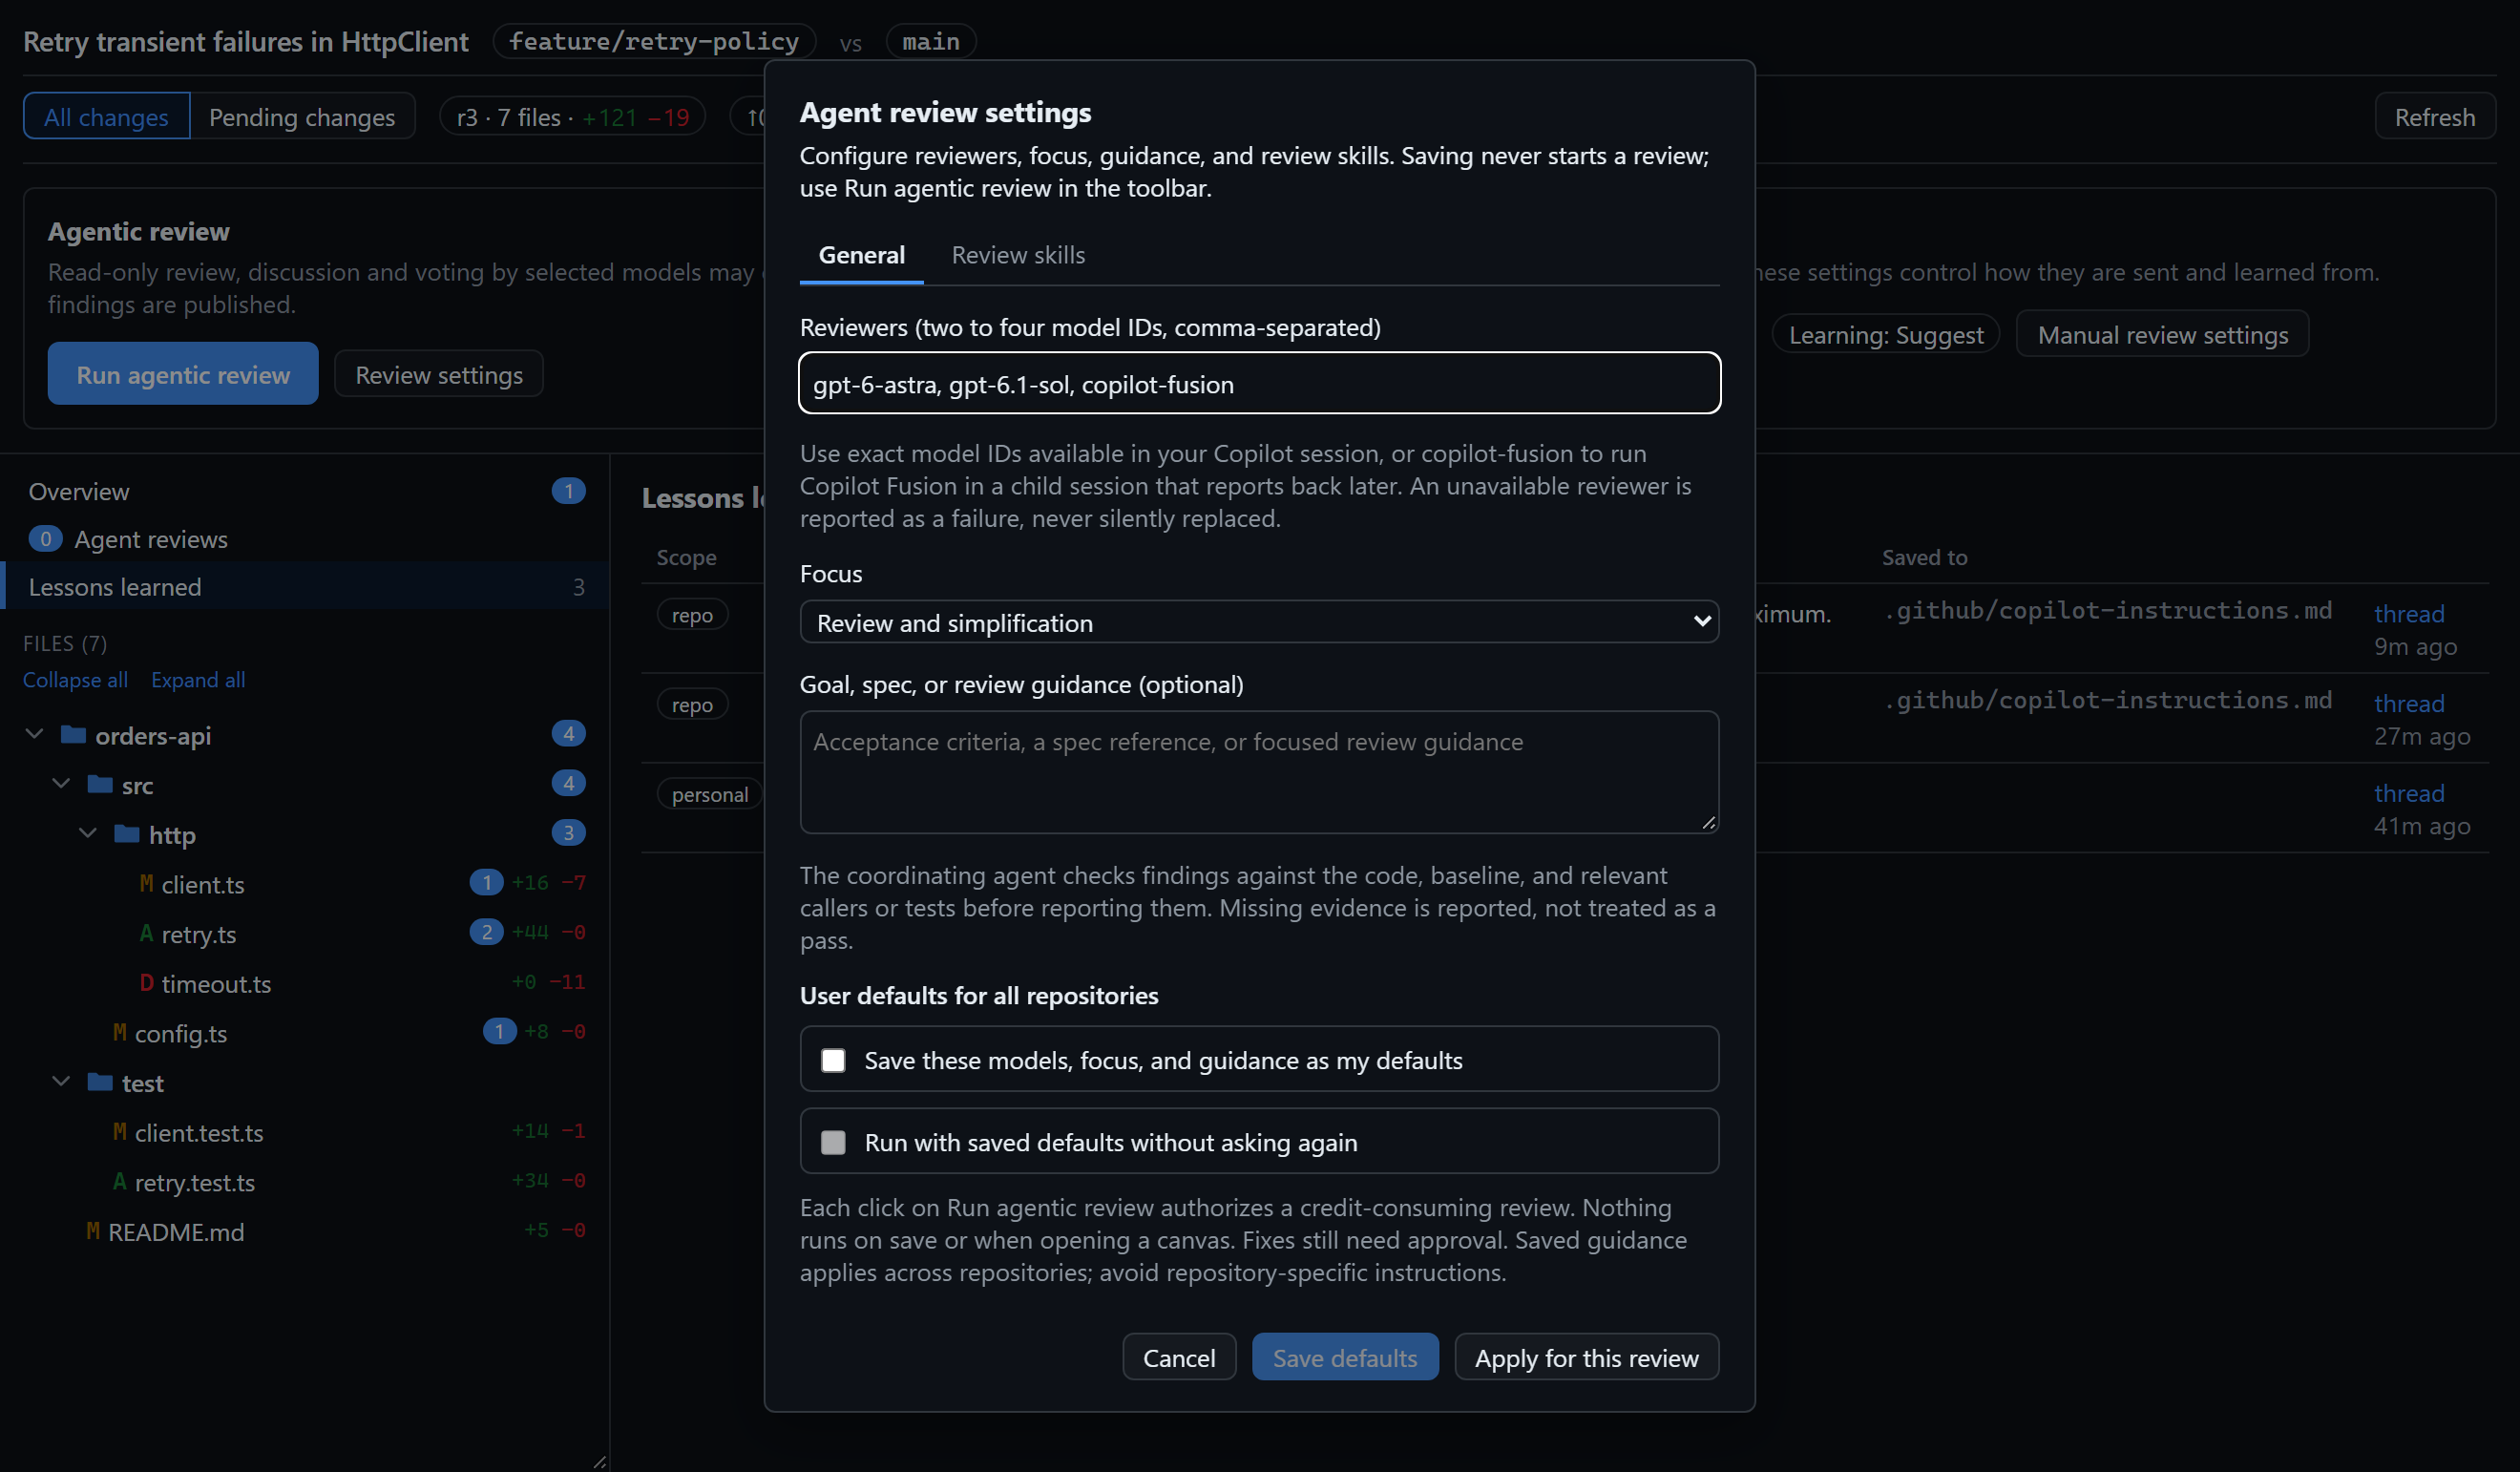 Retry transient failures in HttpClient feature/retry-policy vs main
All changes Pending changes r3 · 7 files · +121 −19 Refresh
Agentic review
Read-only review, discussion and voting by selected models may
findings are published.
Run agentic review Review settings
these settings control how they are sent and learned from.
Learning: Suggest Manual review settings
Overview 1
0 Agent reviews
Lessons learned 3
FILES (7)
Collapse all Expand all
orders-api 4
src 4
http 3
M client.ts 1 +16 −7
A retry.ts 2 +44 −0
D timeout.ts +0 −11
M config.ts 1 +8 −0
test
M client.test.ts +14 −1
A retry.test.ts +34 −0
M README.md +5 −0
Lessons
Scope Saved to
repo .github/copilot-instructions.md thread
9m ago
repo .github/copilot-instructions.md thread
27m ago
personal thread
41m ago
Agent review settings
Configure reviewers, focus, guidance, and review skills. Saving never starts a review;
use Run agentic review in the toolbar.
General Review skills
Reviewers (two to four model IDs, comma-separated)
gpt-6-astra, gpt-6.1-sol, copilot-fusion
Use exact model IDs available in your Copilot session, or copilot-fusion to run
Copilot Fusion in a child session that reports back later. An unavailable reviewer is
reported as a failure, never silently replaced.
Focus
Review and simplification
Goal, spec, or review guidance (optional)
Acceptance criteria, a spec reference, or focused review guidance
The coordinating agent checks findings against the code, baseline, and relevant
callers or tests before reporting them. Missing evidence is reported, not treated as a
pass.
User defaults for all repositories
Save these models, focus, and guidance as my defaults
Run with saved defaults without asking again
Each click on Run agentic review authorizes a credit-consuming review. Nothing
runs on save or when opening a canvas. Fixes still need approval. Saved guidance
applies across repositories; avoid repository-specific instructions.
Cancel Save defaults Apply for this review